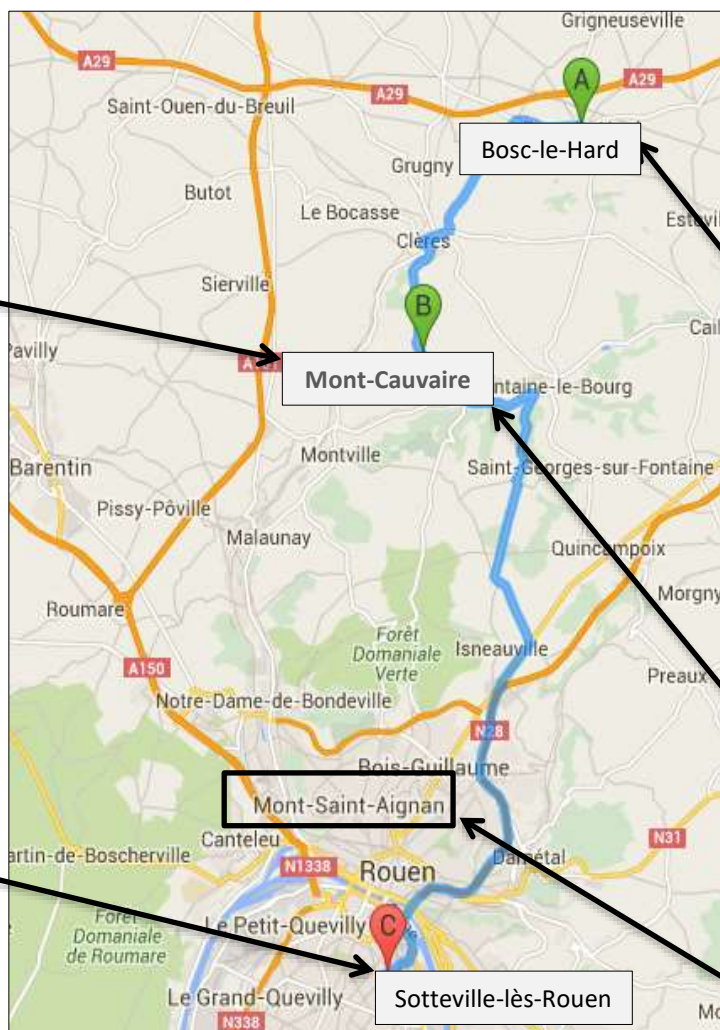 Grigneuseville
A29
A29
A29
A
Saint-Ouen-du-Breuil
Bosc-le-Hard
Grugny
Butot
Le Bocasse
Clères
Sierville
B
Mont-Cauvaire
Montville
Barentin
Saint-Georges-sur-Fontaine
Pissy-Pôville
Malaunay
Quincampoix
Roumare
Forêt
Domaniale
Verte
Isneauville
Preaux
A150
Notre-Dame-de-Bondeville
N28
Bois-Guillaume
Mont-Saint-Aignan
Canteleu
N31
N1338
Rouen
Darnétal
Forêt
Domaniale
de Roumare
Le Petit-Quevilly
C
Sotteville-lès-Rouen
Le Grand-Quevilly
N338